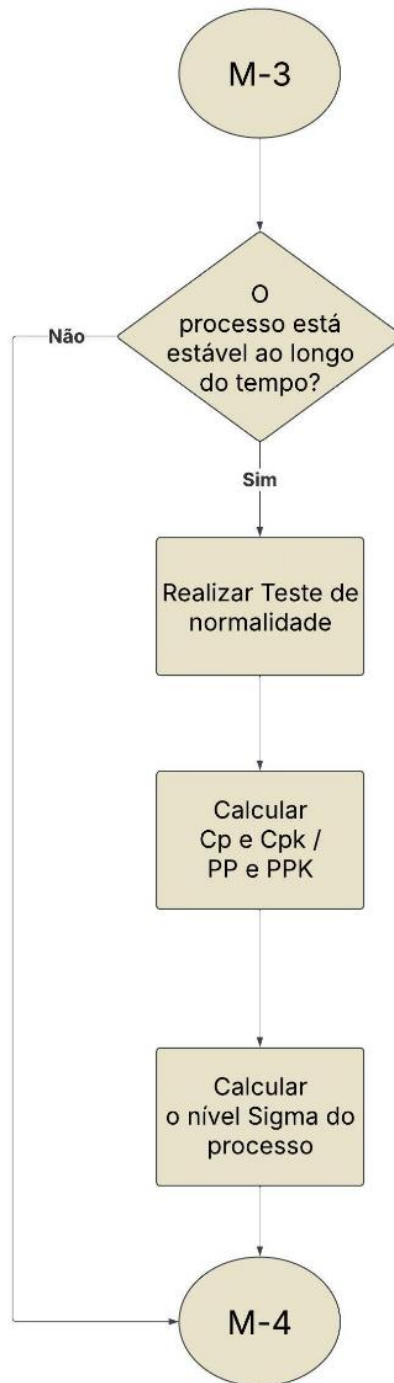 M-3
O
processo está
estável ao longo
do tempo?
Não
Sim
Realizar Teste de
normalidade
Calcular
Cp e Cpk /
PP e PPK
Calcular
o nível Sigma do
processo
M-4